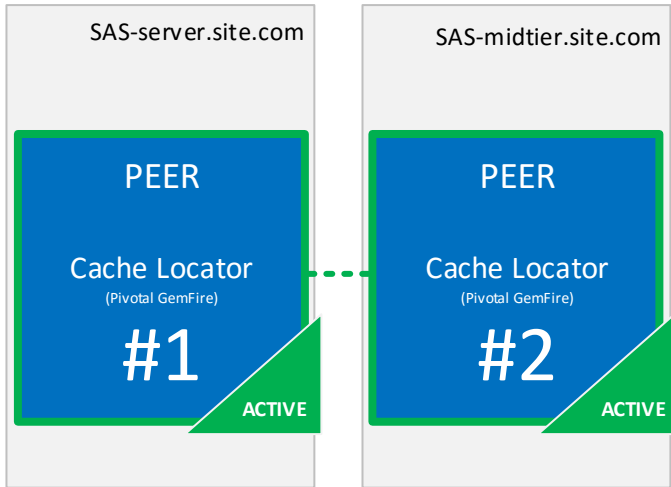 SAS-server.site.com
PEER
Cache Locator
(Pivotal GemFire)
#1
ACTIVE
SAS-midtier.site.com
PEER
Cache Locator
(Pivotal GemFire)
#2
ACTIVE